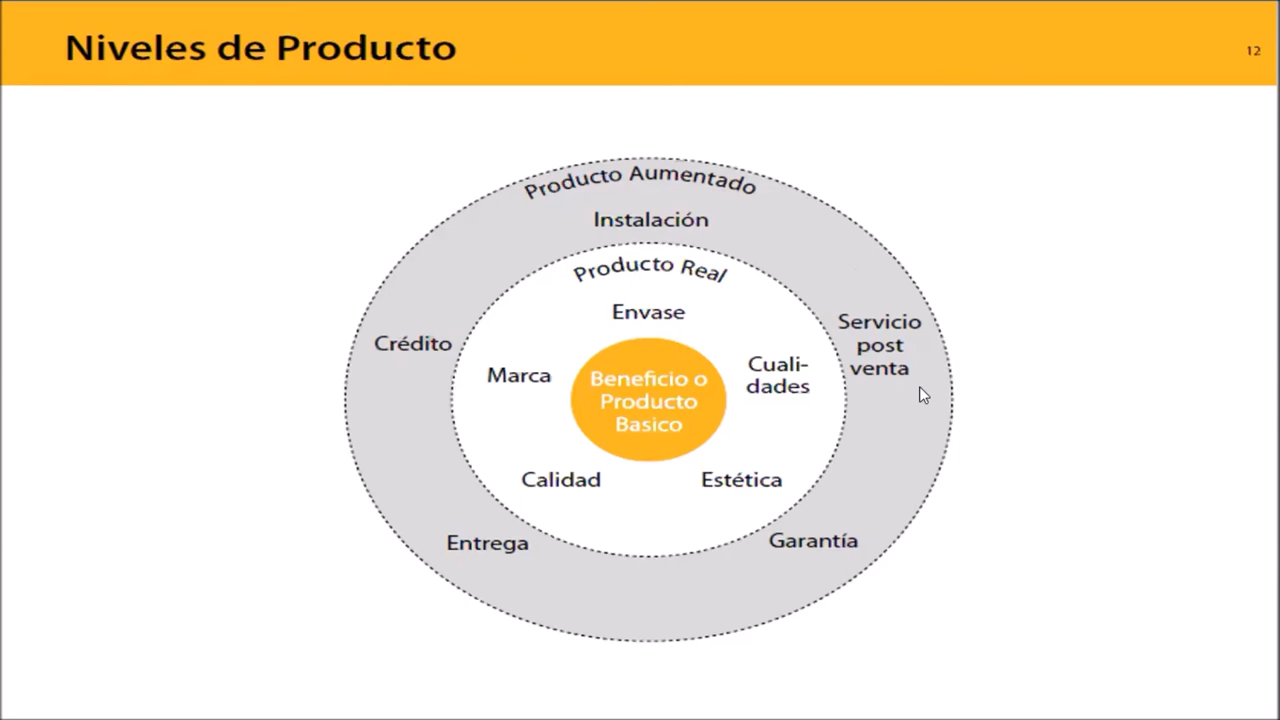 Niveles de Producto
12
Producto Aumentado
Instalación
Producto Real
Envase
Crédito
Servicio
post
venta
Marca
Cuali-
dades
Beneficio o
Producto
Basico
Calidad
Estética
Entrega
Garantía